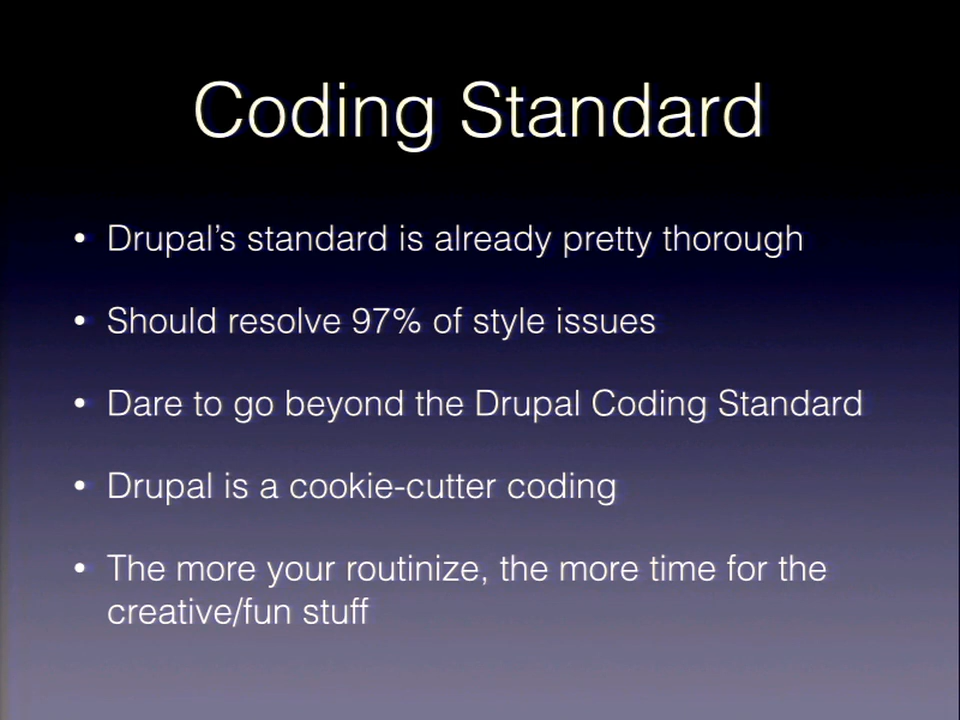 Coding Standard
• Drupal’s standard is already pretty thorough
• Should resolve 97% of style issues
• Dare to go beyond the Drupal Coding Standard
• Drupal is a cookie-cutter coding
• The more your routinize, the more time for the
creative/fun stuff